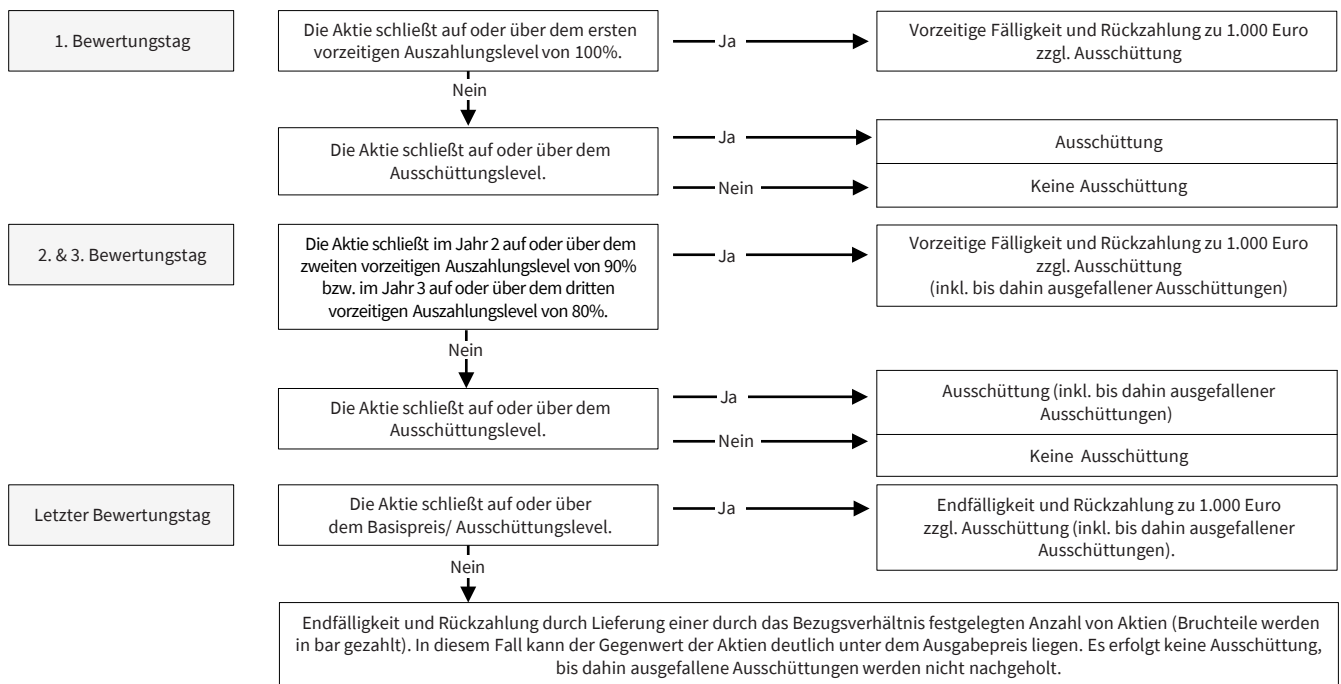 1. Bewertungstag
Die Aktie schließt auf oder über dem ersten
vorzeitigen Auszahlungslevel von 100%.
Ja
Vorzeitige Fälligkeit und Rückzahlung zu 1.000 Euro
zzgl. Ausschüttung
Nein
Die Aktie schließt auf oder über dem
Ausschüttungslevel.
Ja
Ausschüttung
Nein
Keine Ausschüttung
2. & 3. Bewertungstag
Die Aktie schließt im Jahr 2 auf oder über dem
zweiten vorzeitigen Auszahlungslevel von 90%
bzw. im Jahr 3 auf oder über dem dritten
vorzeitigen Auszahlungslevel von 80%.
Ja
Vorzeitige Fälligkeit und Rückzahlung zu 1.000 Euro
zzgl. Ausschüttung
(inkl. bis dahin ausgefallener Ausschüttungen)
Nein
Die Aktie schließt auf oder über dem
Ausschüttungslevel.
Ja
Ausschüttung (inkl. bis dahin ausgefallener
Ausschüttungen)
Nein
Keine Ausschüttung
Letzter Bewertungstag
Die Aktie schließt auf oder über
dem Basispreis/ Ausschüttungslevel.
Ja
Endfälligkeit und Rückzahlung zu 1.000 Euro
zzgl. Ausschüttung (inkl. bis dahin ausgefallener
Ausschüttungen).
Nein
Endfälligkeit und Rückzahlung durch Lieferung einer durch das Bezugsverhältnis festgelegten Anzahl von Aktien (Bruchteile werden
in bar gezahlt). In diesem Fall kann der Gegenwert der Aktien deutlich unter dem Ausgabepreis liegen. Es erfolgt keine Ausschüttung,
bis dahin ausgefallene Ausschüttungen werden nicht nachgeholt.